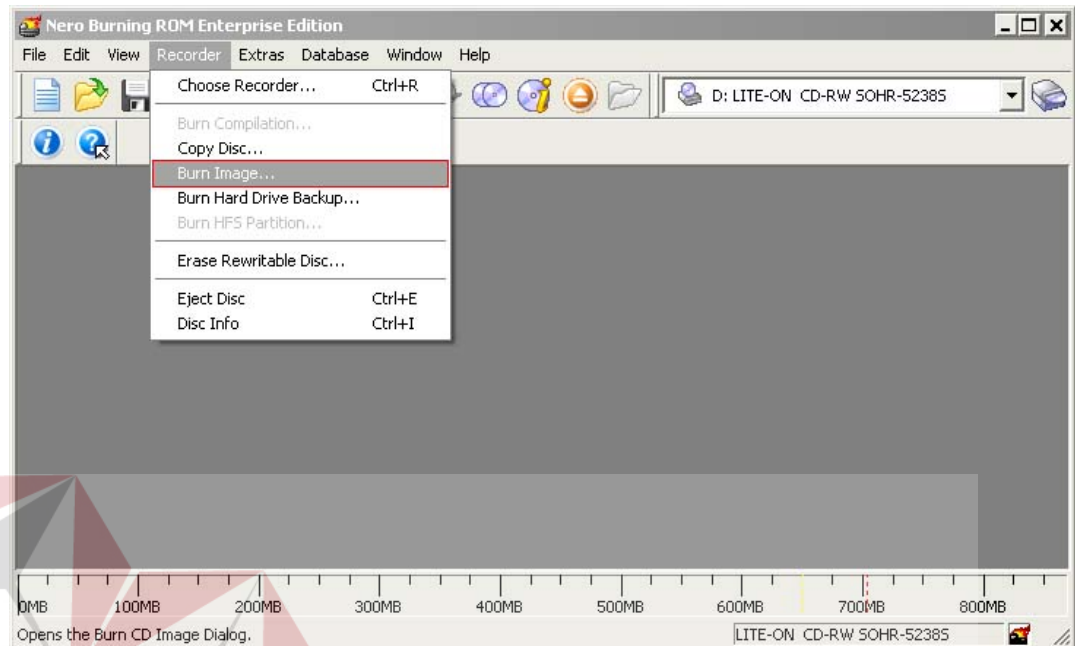 Nero Burning ROM Enterprise Edition
File Edit View Recorder Extras Database Window Help
Choose Recorder... Ctrl+R
D: LITE-ON CD-RW SOHR-5238S
Burn Compilation...
Copy Disc...
Burn Image...
Burn Hard Drive Backup...
Burn HFS Partition...
Erase Rewritable Disc...
Eject Disc Ctrl+E
Disc Info Ctrl+I
0MB 100MB 200MB 300MB 400MB 500MB 600MB 700MB 800MB
Opens the Burn CD Image Dialog. LITE-ON CD-RW SOHR-5238S